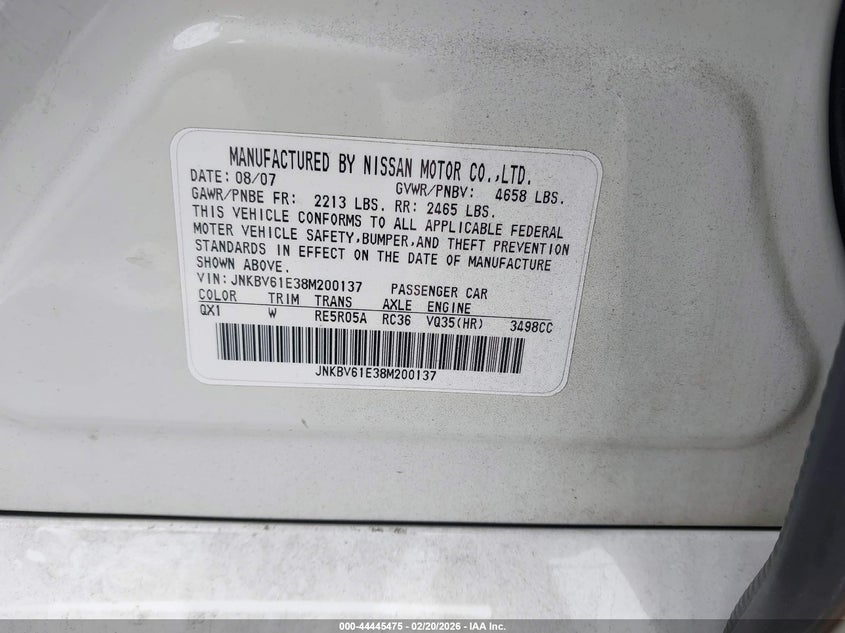 MANUFACTURED BY NISSAN MOTOR CO.,LTD.
DATE: 08/07 GVWR/PNBV: 4658 LBS.
GAWR/PNBE FR: 2213 LBS. RR: 2465 LBS.
THIS VEHICLE CONFORMS TO ALL APPLICABLE FEDERAL
MOTER VEHICLE SAFETY,BUMPER,AND THEFT PREVENTION
STANDARDS IN EFFECT ON THE DATE OF MANUFACTURE
SHOWN ABOVE.
VIN: JNKBV61E38M200137 PASSENGER CAR
COLOR TRIM TRANS AXLE ENGINE
QX1 W RE5R05A RC36 VQ35(HR) 3498CC
JNKBV61E38M200137
000-44445475 — 02/20/2026 — IAA Inc.